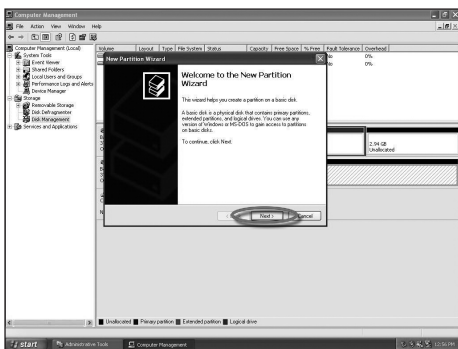 Computer Management
File Action View Window Help
Computer Management (Local)
System Tools
Event Viewer
Shared Folders
Local Users and Groups
Performance Logs and Alerts
Device Manager
Storage
Removable Storage
Disk Defragmenter
Disk Management
Services and Applications
Volume Layout Type File System Status Capacity Free Space % Free Fault Tolerance Overhead
No 0%
No 0%
New Partition Wizard
Welcome to the New Partition
Wizard
This wizard helps you create a partition on a basic disk.
A basic disk is a physical disk that contains primary partitions,
extended partitions, and logical drives. You can use any
version of Windows or MS-DOS to gain access to partitions
on basic disks.
To continue, click Next.
Next >
Cancel
2.94 GB
Unallocated
Unallocated Primary partition Extended partition Logical drive
start
Administrative Tools
Computer Management
12:56 PM